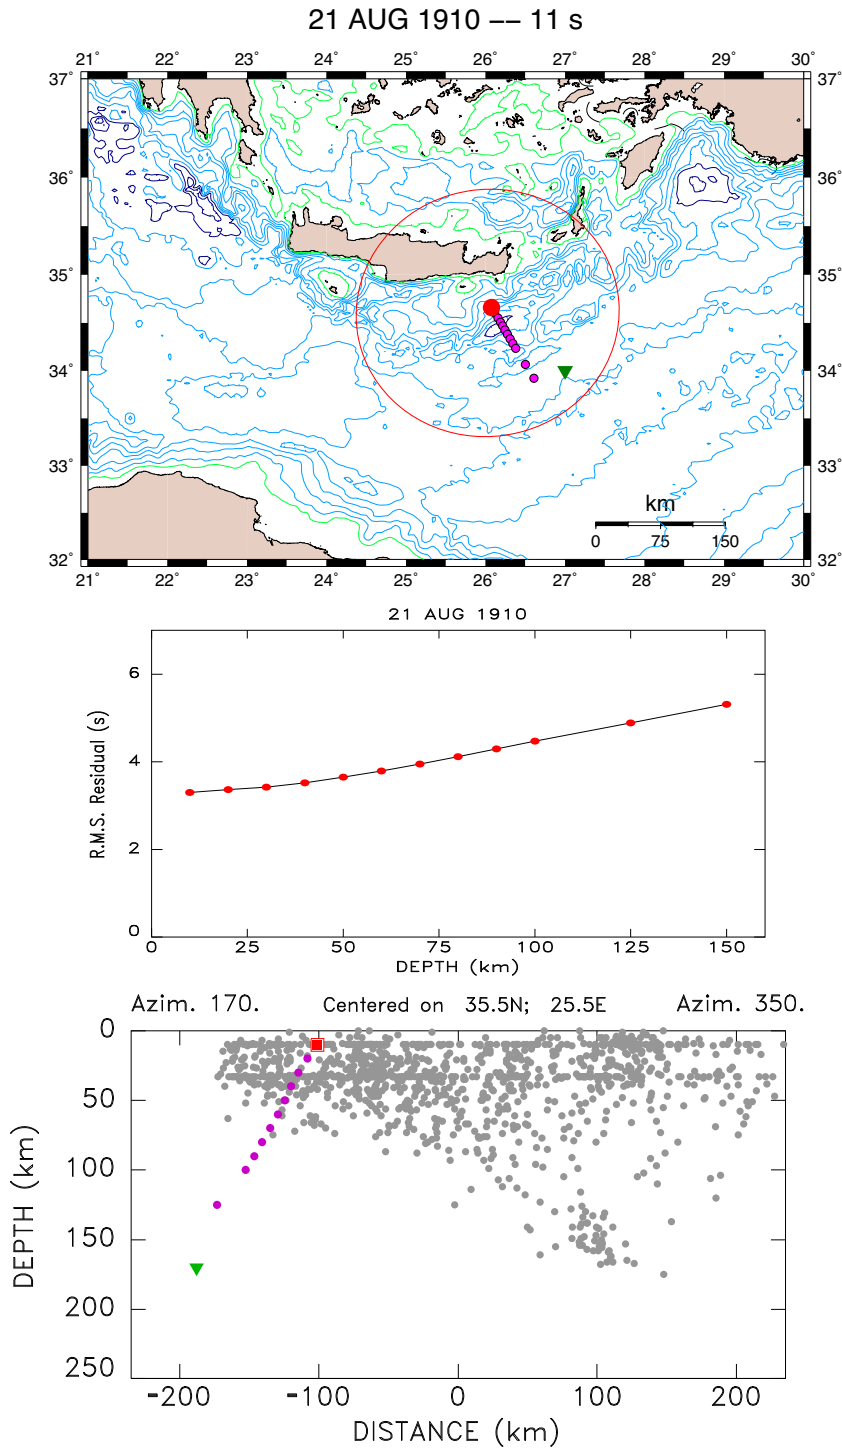 21 AUG 1910 −− 11 s
21˚ 22˚ 23˚ 24˚ 25˚ 26˚ 27˚ 28˚ 29˚ 30˚
37˚ 37˚
36˚ 36˚
35˚ 35˚
34˚ 34˚
33˚ 33˚
km
0 75 150
32˚ 32˚
21˚ 22˚ 23˚ 24˚ 25˚ 26˚ 27˚ 28˚ 29˚ 30˚
21 AUG 1910
6
4
2
0
R.M.S. Residual (s)
0 25 50 75 100 125 150
DEPTH (km)
Azim. 170. Centered on 35.5N; 25.5E Azim. 350.
0
50
100
150
200
250
DEPTH (km)
-200 -100 0 100 200
DISTANCE (km)